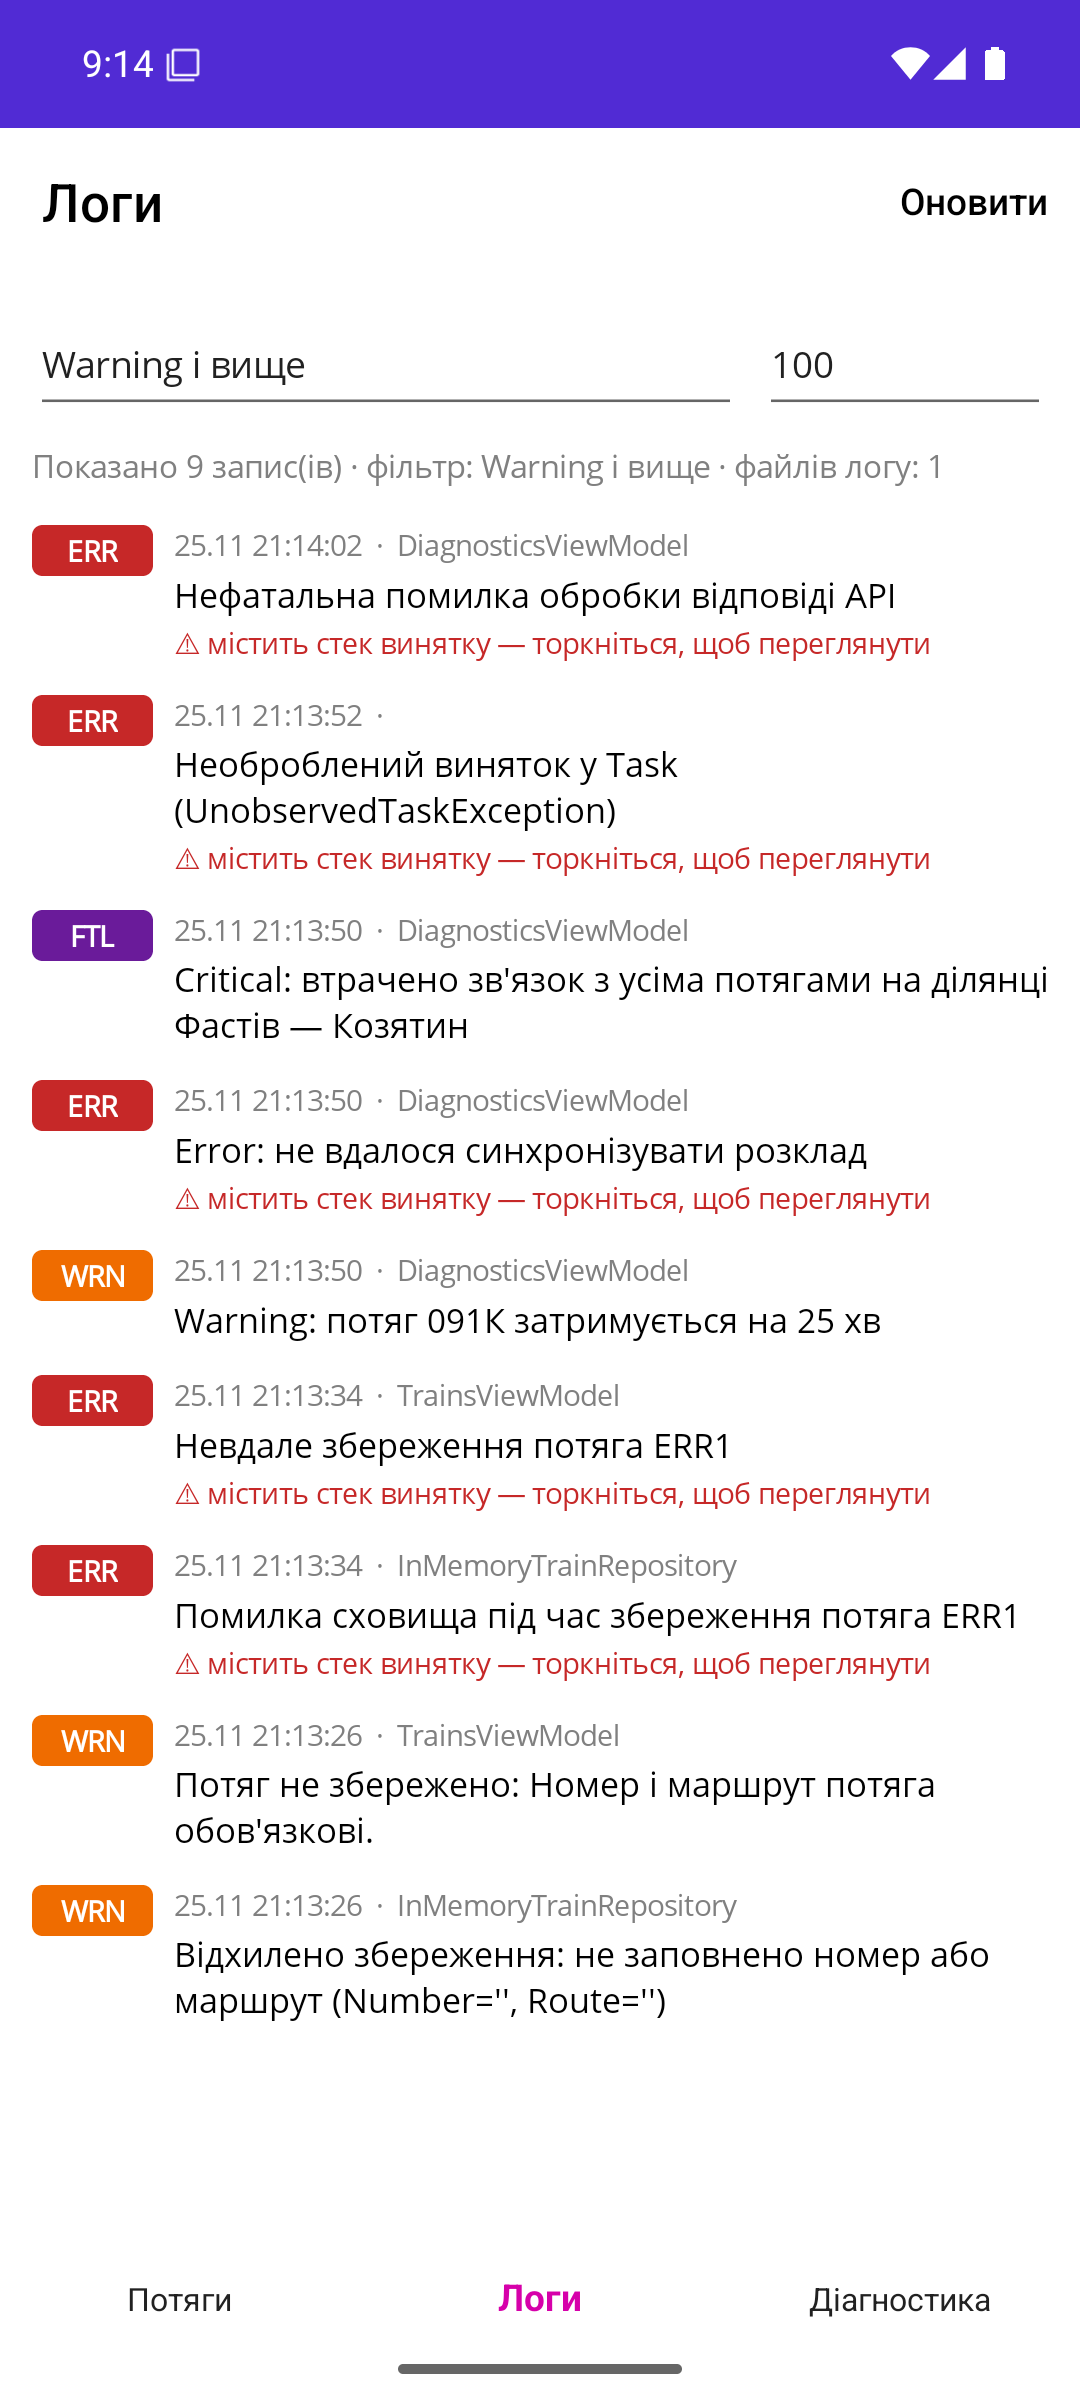 9:14
Логи
Оновити
Warning і вище
100
Показано 9 запис(ів) · фільтр: Warning і вище · файлів логу: 1
ERR
25.11 21:14:02 · DiagnosticsViewModel
Нефатальна помилка обробки відповіді API
⚠ містить стек винятку — торкніться, щоб переглянути
ERR
25.11 21:13:52 ·
Необроблений виняток у Task
(UnobservedTaskException)
⚠ містить стек винятку — торкніться, щоб переглянути
FTL
25.11 21:13:50 · DiagnosticsViewModel
Critical: втрачено зв'язок з усіма потягами на ділянці
Фастів — Козятин
ERR
25.11 21:13:50 · DiagnosticsViewModel
Error: не вдалося синхронізувати розклад
⚠ містить стек винятку — торкніться, щоб переглянути
WRN
25.11 21:13:50 · DiagnosticsViewModel
Warning: потяг 091К затримується на 25 хв
ERR
25.11 21:13:34 · TrainsViewModel
Невдале збереження потяга ERR1
⚠ містить стек винятку — торкніться, щоб переглянути
ERR
25.11 21:13:34 · InMemoryTrainRepository
Помилка сховища під час збереження потяга ERR1
⚠ містить стек винятку — торкніться, щоб переглянути
WRN
25.11 21:13:26 · TrainsViewModel
Потяг не збережено: Номер і маршрут потяга
обов'язкові.
WRN
25.11 21:13:26 · InMemoryTrainRepository
Відхилено збереження: не заповнено номер або
маршрут (Number='', Route='')
Потяги
Логи
Діагностика